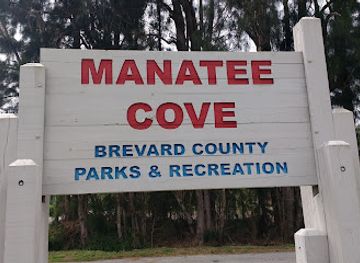 MANATEE
COVE
BREVARD COUNTY
PARKS & RECREATION